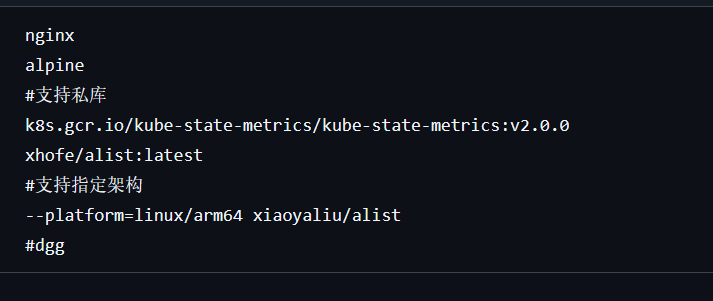 nginx
alpine
#支持私库
k8s.gcr.io/kube-state-metrics/kube-state-metrics:v2.0.0
xhofe/alist:latest
#支持指定架构
--platform=linux/arm64 xiaoyaliu/alist
#dgg